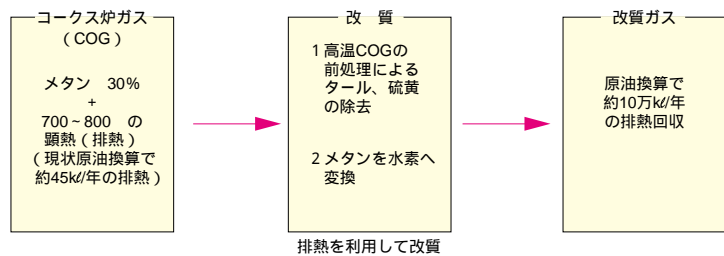 コークス炉ガス
（COG）
メタン　30％
+
700～800　の
顕熱（排熱）
（現状原油換算で
約45kℓ/年の排熱）
改　質
1 高温COGの
前処理による
タール、硫黄
の除去
2 メタンを水素へ
変換
排熱を利用して改質
改質ガス
原油換算で
約10万kℓ/年
の排熱回収